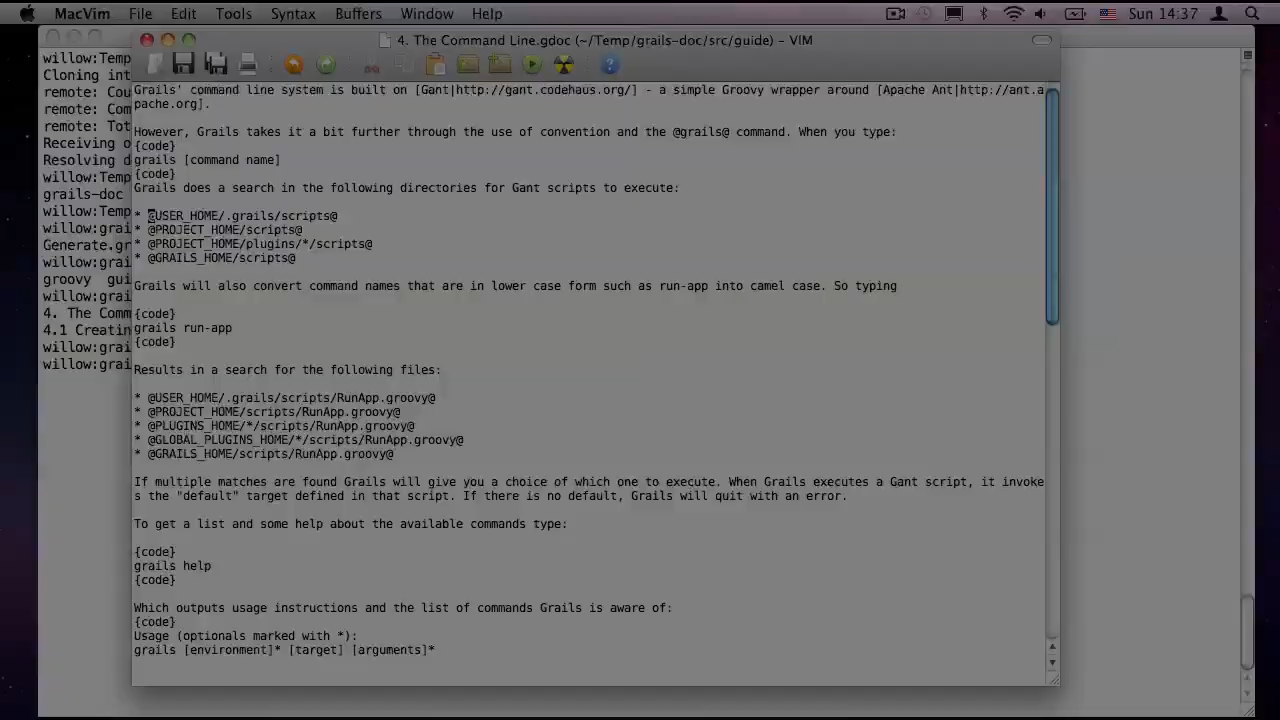 MacVim File Edit Tools Syntax Buffers Window Help Sun 14:37
4. The Command Line.gdoc (~/Temp/grails-doc/src/guide) – VIM
willow:Temp
Cloning int
remote: Cou
remote: Com
remote: Tot
Receiving o
Resolving d
willow:Tem
grails-doc
willow:Temp
willow:grai
Generate.gr
willow:grai
groovy gui
willow:grai
4. The Comm
4.1 Creatin
willow:grai
willow:grai
Grails' command line system is built on [Gant|http://gant.codehaus.org/] - a simple Groovy wrapper around [Apache Ant|http://ant.a
pache.org].
However, Grails takes it a bit further through the use of convention and the @grails@ command. When you type:
{code}
grails [command name]
{code}
Grails does a search in the following directories for Gant scripts to execute:
* @USER_HOME/.grails/scripts@
* @PROJECT_HOME/scripts@
* @PROJECT_HOME/plugins/*/scripts@
* @GRAILS_HOME/scripts@
Grails will also convert command names that are in lower case form such as run-app into camel case. So typing
{code}
grails run-app
{code}
Results in a search for the following files:
* @USER_HOME/.grails/scripts/RunApp.groovy@
* @PROJECT_HOME/scripts/RunApp.groovy@
* @PLUGINS_HOME/*/scripts/RunApp.groovy@
* @GLOBAL_PLUGINS_HOME/*/scripts/RunApp.groovy@
* @GRAILS_HOME/scripts/RunApp.groovy@
If multiple matches are found Grails will give you a choice of which one to execute. When Grails executes a Gant script, it invoke
s the "default" target defined in that script. If there is no default, Grails will quit with an error.
To get a list and some help about the available commands type:
{code}
grails help
{code}
Which outputs usage instructions and the list of commands Grails is aware of:
{code}
Usage (optionals marked with *):
grails [environment]* [target] [arguments]*